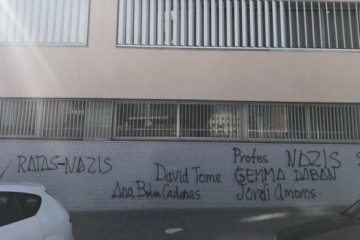 / RATAS-NAZIS
Profes NAZIS
David Tome GEMMA DABAN
Ana Belen Cadenas Jordi amoros